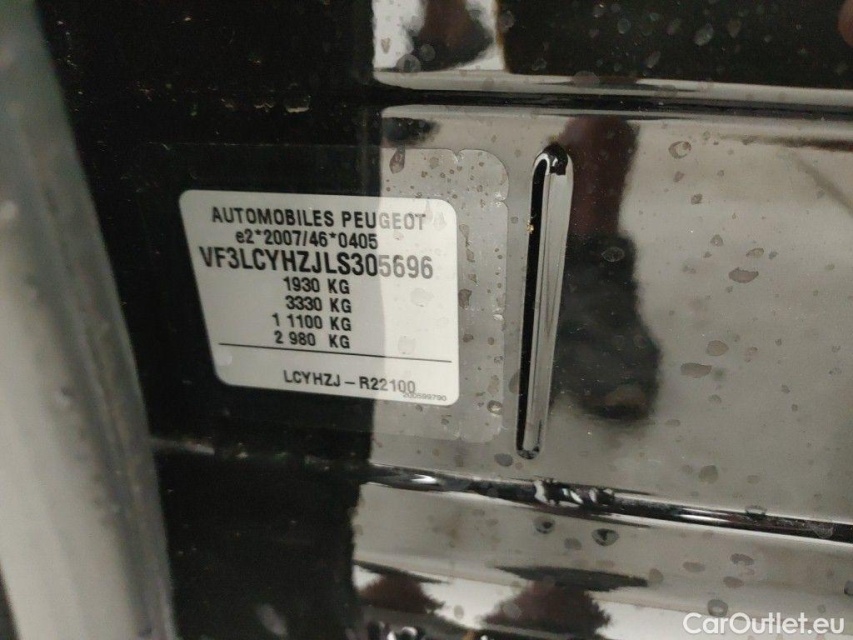 AUTOMOBILES PEUGEOT
e2*2007/46*0405
VF3LCYHZJLS305696
1930 KG
3330 KG
1 1100 KG
2 980 KG
LCYHZJ-R22100
200599790
CarOutlet.eu